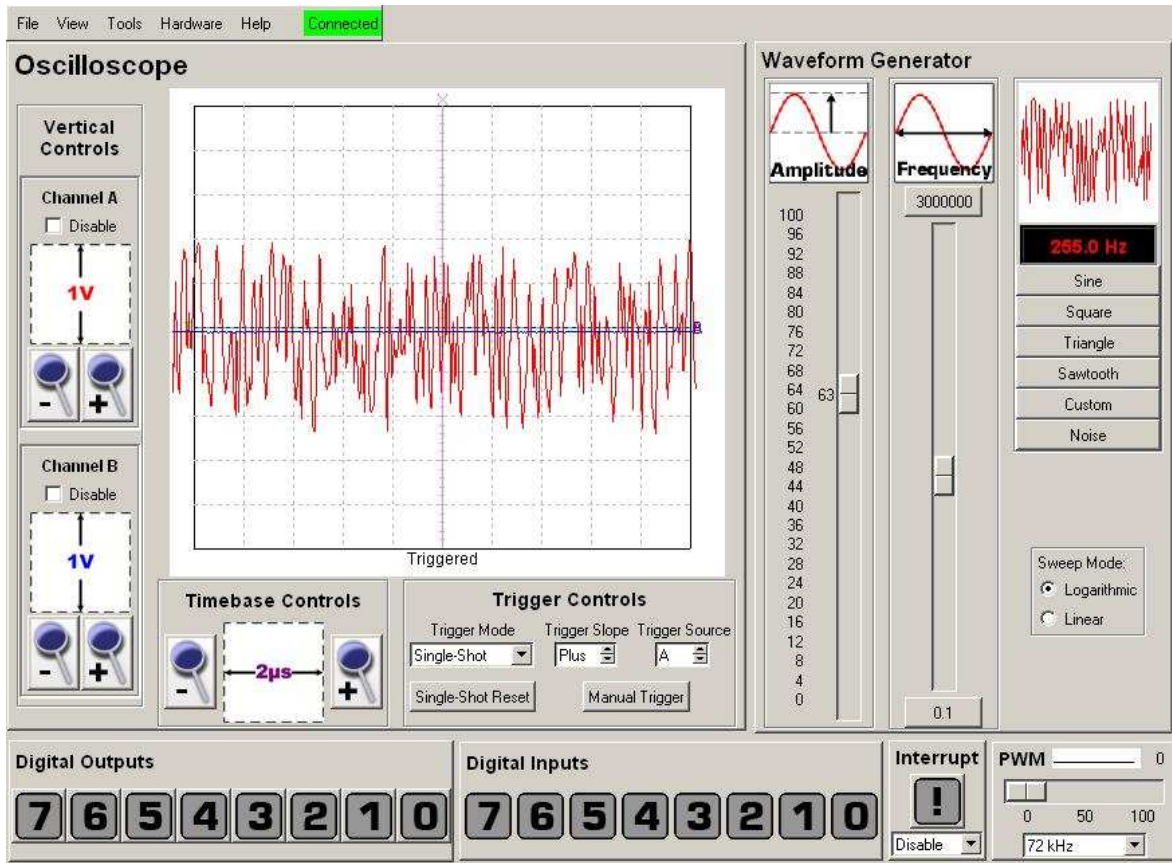 File View Tools Hardware Help Connected
Oscilloscope
Vertical
Controls
Channel A
Disable
1V
- +
Channel B
Disable
1V
- +
Triggered
Timebase Controls
2µs
- +
Trigger Controls
Trigger Mode Trigger Slope Trigger Source
Single-Shot Plus A
Single-Shot Reset Manual Trigger
Waveform Generator
Amplitude
100
96
92
88
84
80
76
72
68
64
60
56
52
48
44
40
36
32
28
24
20
16
12
8
4
0
63
Frequency
3000000
0.1
255.0 Hz
Sine
Square
Triangle
Sawtooth
Custom
Noise
Sweep Mode:
Logarithmic
Linear
Digital Outputs
7 6 5 4 3 2 1 0
Digital Inputs
7 6 5 4 3 2 1 0
Interrupt
!
Disable
PWM 0
0 50 100
72 kHz